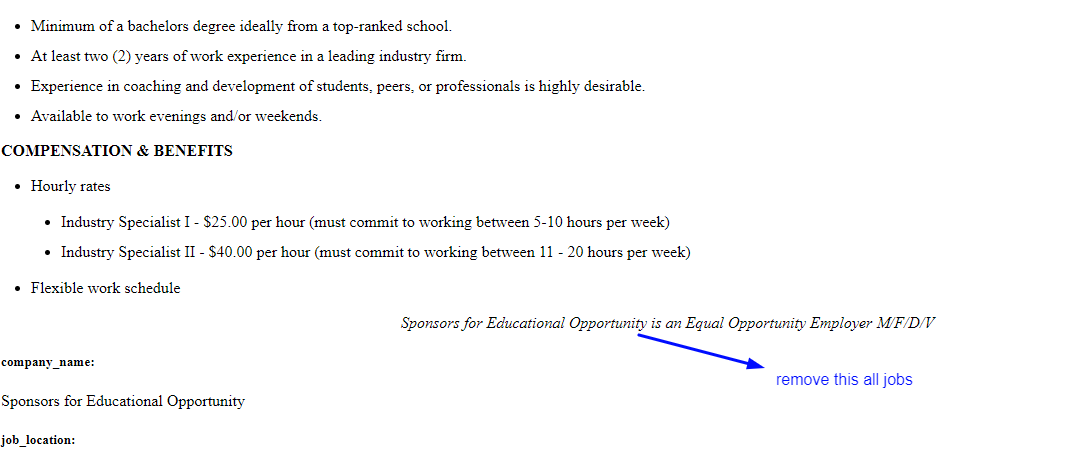 Minimum of a bachelors degree ideally from a top-ranked school.
At least two (2) years of work experience in a leading industry firm.
Experience in coaching and development of students, peers, or professionals is highly desirable.
Available to work evenings and/or weekends.
COMPENSATION & BENEFITS
Hourly rates
Industry Specialist I - $25.00 per hour (must commit to working between 5-10 hours per week)
Industry Specialist II - $40.00 per hour (must commit to working between 11 - 20 hours per week)
Flexible work schedule
Sponsors for Educational Opportunity is an Equal Opportunity Employer M/F/D/V
company_name:
remove this all jobs
Sponsors for Educational Opportunity
job_location: